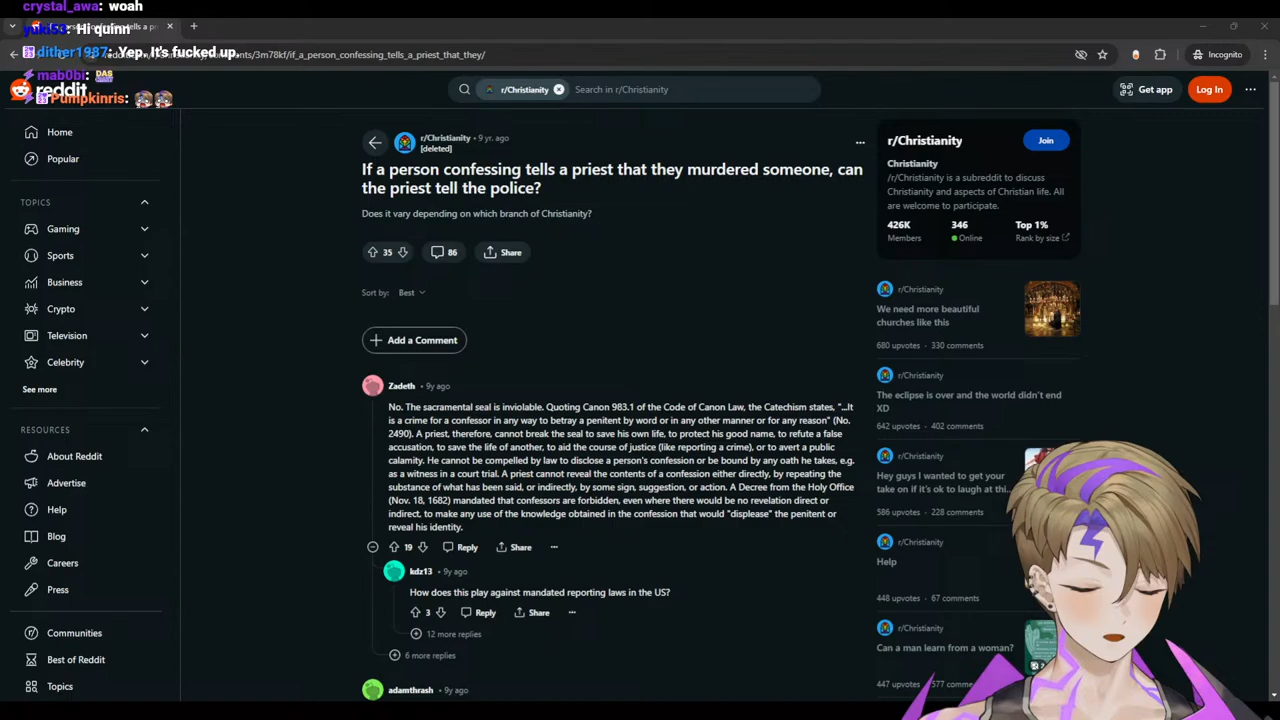 crystal_awa: woah
yuki53: Hi quinn
dither1987: Yep. It's fucked up.
mab0bi: DAS
Pumpkinris:
/3m78kf/if_a_person_confessing_tells_a_priest_that_they/
Incognito
reddit
r/Christianity
Search in r/Christianity
Get app
Log In
Home
Popular
TOPICS
Gaming
Sports
Business
Crypto
Television
Celebrity
See more
RESOURCES
About Reddit
Advertise
Help
Blog
Careers
Press
Communities
Best of Reddit
Topics
r/Christianity • 9 yr. ago
[deleted]
If a person confessing tells a priest that they murdered someone, can
the priest tell the police?
Does it vary depending on which branch of Christianity?
35
86
Share
Sort by: Best
Add a Comment
Zadeth • 9y ago
No. The sacramental seal is inviolable. Quoting Canon 983.1 of the Code of Canon Law, the Catechism states, "...It
is a crime for a confessor in any way to betray a penitent by word or in any other manner or for any reason" (No.
2490). A priest, therefore, cannot break the seal to save his own life, to protect his good name, to refute a false
accusation, to save the life of another, to aid the course of justice (like reporting a crime), or to avert a public
calamity. He cannot be compelled by law to disclose a person's confession or be bound by any oath he takes, e.g.
as a witness in a court trial. A priest cannot reveal the contents of a confession either directly, by repeating the
substance of what has been said, or indirectly, by some sign, suggestion, or action. A Decree from the Holy Office
(Nov. 18, 1682) mandated that confessors are forbidden, even where there would be no revelation direct or
indirect, to make any use of the knowledge obtained in the confession that would "displease" the penitent or
reveal his identity.
19
Reply
Share
kdz13 • 9y ago
How does this play against mandated reporting laws in the US?
3
Reply
Share
12 more replies
6 more replies
adamthrash • 9y ago
r/Christianity
Join
Christianity
/r/Christianity is a subreddit to discuss
Christianity and aspects of Christian life. All
are welcome to participate.
426K
346
Top 1%
Members
Online
Rank by size
r/Christianity
We need more beautiful
churches like this
680 upvotes • 330 comments
r/Christianity
The eclipse is over and the world didn't end
XD
642 upvotes • 402 comments
r/Christianity
Hey guys I wanted to get your
take on if it's ok to laugh at thi...
586 upvotes • 228 comments
r/Christianity
Help
448 upvotes • 67 comments
r/Christianity
Can a man learn from a woman?
447 upvotes • 577